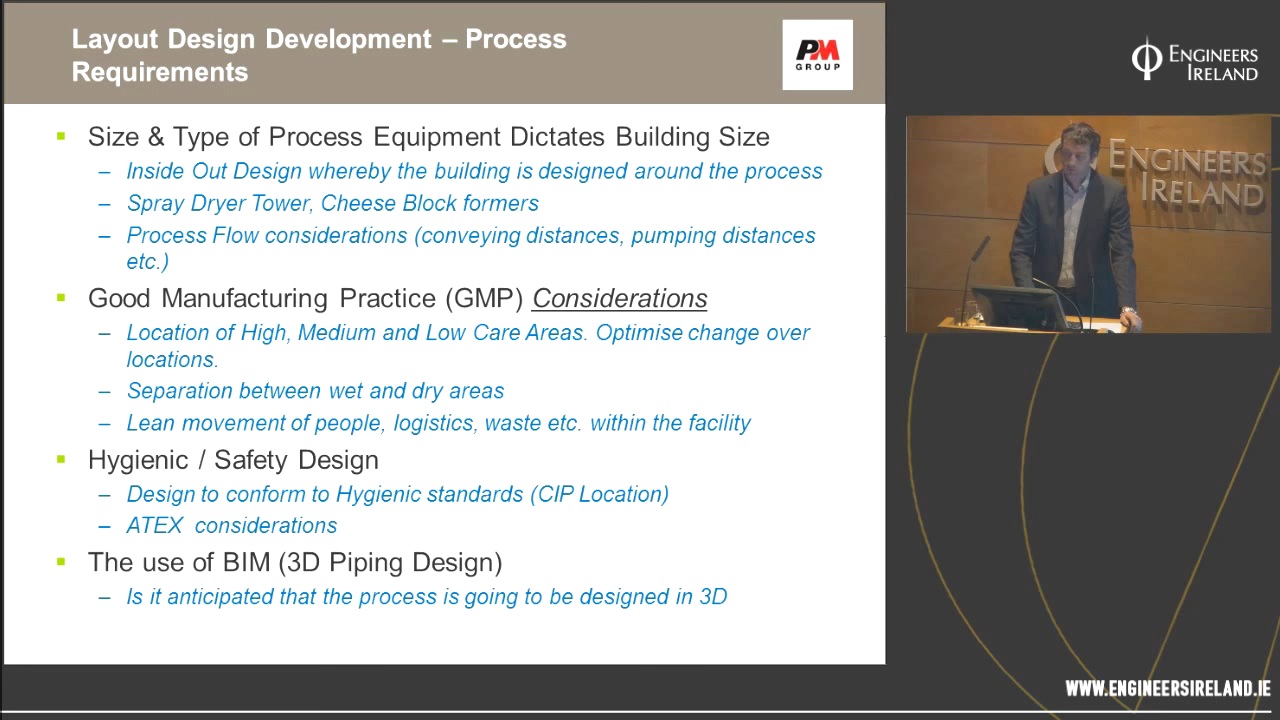 Layout Design Development – Process
Requirements
PM
GROUP
▪ Size & Type of Process Equipment Dictates Building Size
– Inside Out Design whereby the building is designed around the process
– Spray Dryer Tower, Cheese Block formers
– Process Flow considerations (conveying distances, pumping distances
etc.)
▪ Good Manufacturing Practice (GMP) Considerations
– Location of High, Medium and Low Care Areas. Optimise change over
locations.
– Separation between wet and dry areas
– Lean movement of people, logistics, waste etc. within the facility
▪ Hygienic / Safety Design
– Design to conform to Hygienic standards (CIP Location)
– ATEX considerations
▪ The use of BIM (3D Piping Design)
– Is it anticipated that the process is going to be designed in 3D
ENGINEERS
IRELAND
ENGINEERS
IRELAND
WWW.ENGINEERSIRELAND.IE